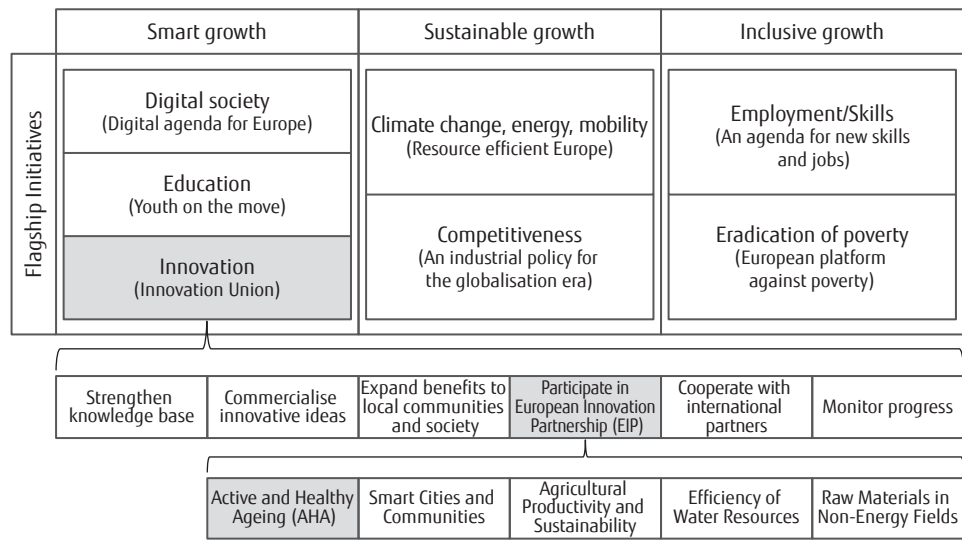 Smart growth
Sustainable growth
Inclusive growth
Flagship Initiatives
Digital society
(Digital agenda for Europe)
Education
(Youth on the move)
Innovation
(Innovation Union)
Climate change, energy, mobility
(Resource efficient Europe)
Competitiveness
(An industrial policy for
the globalisation era)
Employment/Skills
(An agenda for new skills
and jobs)
Eradication of poverty
(European platform
against poverty)
Strengthen
knowledge base
Commercialise
innovative ideas
Expand benefits to
local communities
and society
Participate in
European Innovation
Partnership (EIP)
Cooperate with
international
partners
Monitor progress
Active and Healthy
Ageing (AHA)
Smart Cities and
Communities
Agricultural
Productivity and
Sustainability
Efficiency of
Water Resources
Raw Materials in
Non-Energy Fields